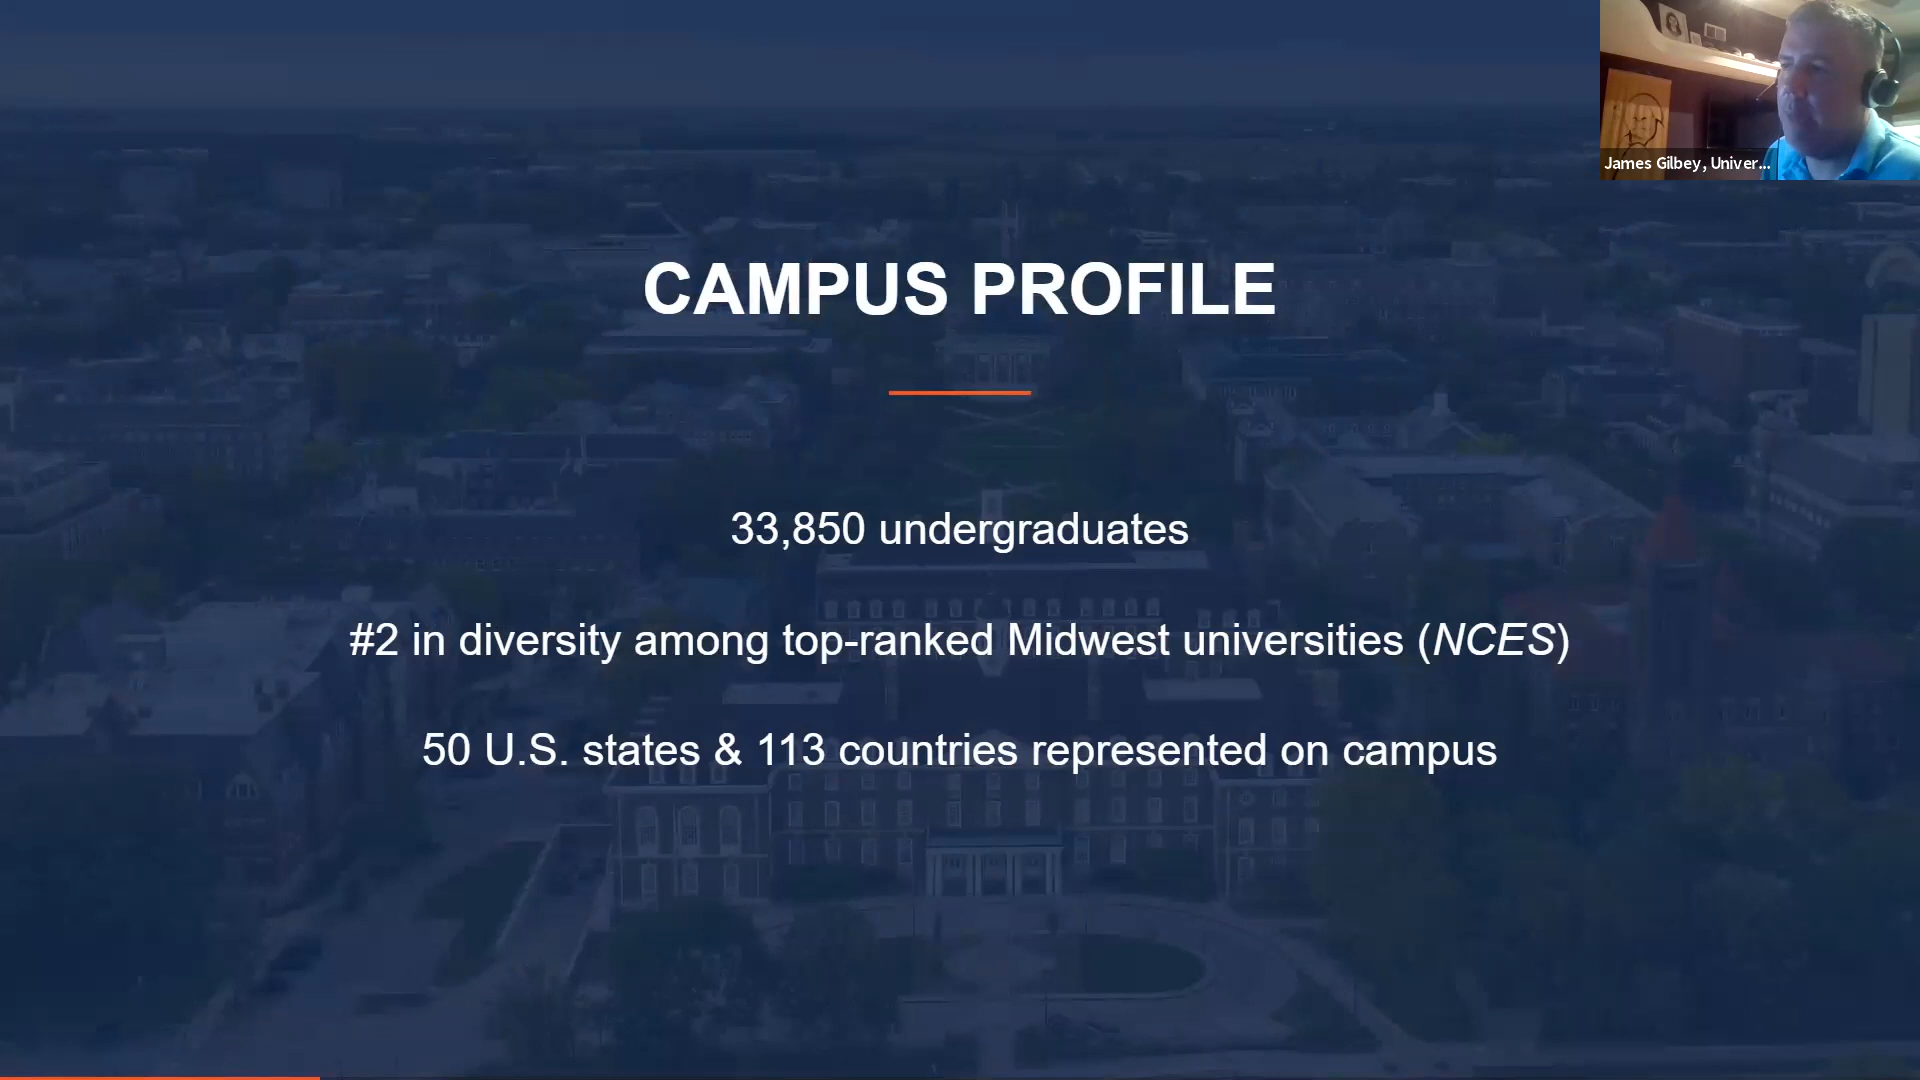 James Gilbey, Univer...
CAMPUS PROFILE
33,850 undergraduates
#2 in diversity among top-ranked Midwest universities (NCES)
50 U.S. states & 113 countries represented on campus